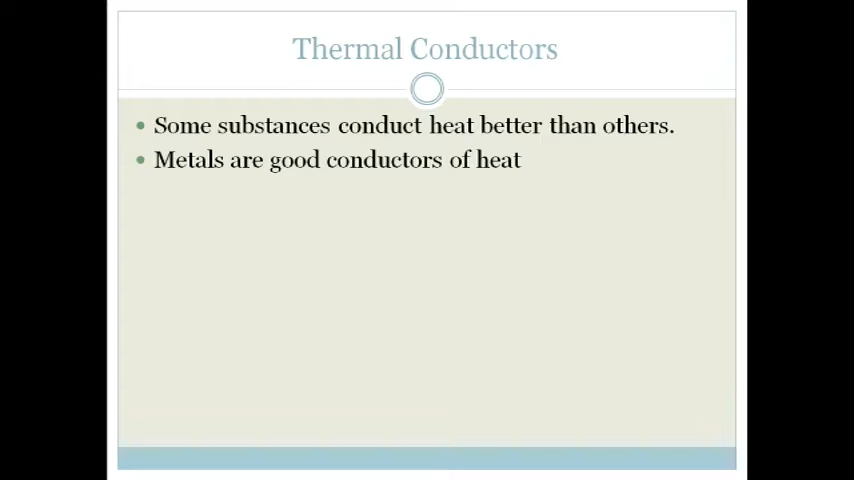 Thermal Conductors
• Some substances conduct heat better than others.
• Metals are good conductors of heat